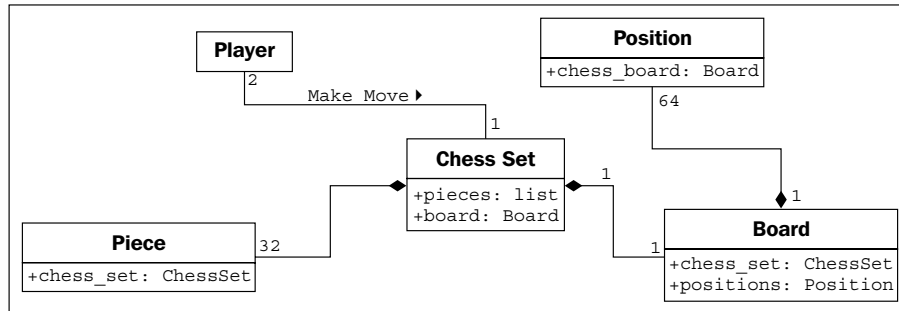 Player
2
Make Move
1
Position
+chess_board: Board
64
Chess Set
+pieces: list
+board: Board
1
1
1
Piece
+chess_set: ChessSet
32
Board
+chess_set: ChessSet
+positions: Position